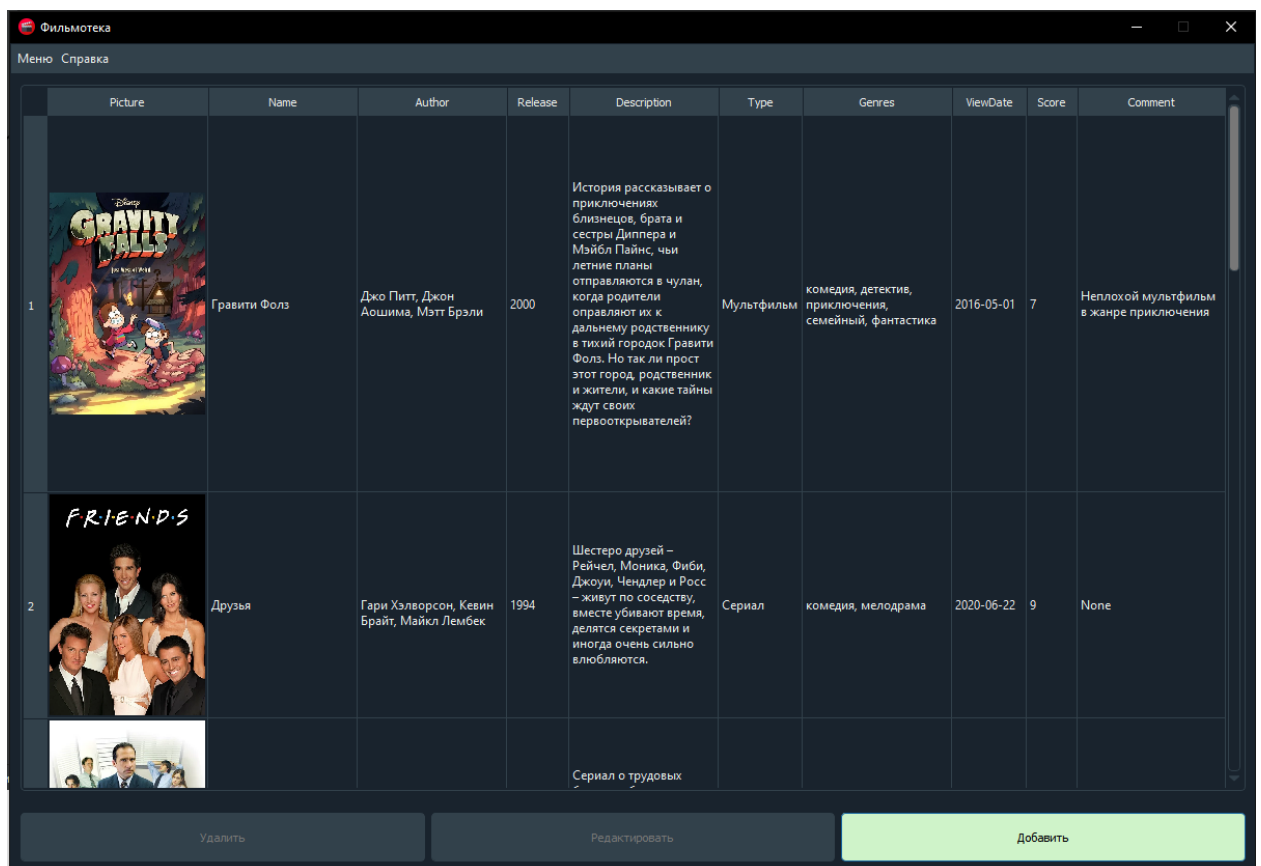 Фильмотека
Меню Справка
Picture Name Author Release Description Type Genres ViewDate Score Comment
1
Disney
GRAVITY
FALLS
Гравити Фолз
Джо Питт, Джон
Аошима, Мэтт Брэли
2000
История рассказывает о
приключениях
близнецов, брата и
сестры Диппера и
Мэйбл Пайнс, чьи
летние планы
отправляются в чулан,
когда родители
оправляют их к
дальнему родственнику
в тихий городок Гравити
Фолз. Но так ли прост
этот город, родственник
и жители, и какие тайны
ждут своих
первооткрывателей?
Мультфильм
комедия, детектив,
приключения,
семейный, фантастика
2016-05-01
7
Неплохой мультфильм
в жанре приключения
2
F·R·I·E·N·D·S
Друзья
Гари Хэлворсон, Кевин
Брайт, Майкл Лембек
1994
Шестеро друзей –
Рейчел, Моника, Фиби,
Джоуи, Чендлер и Росс
– живут по соседству,
вместе убивают время,
делятся секретами и
иногда очень сильно
влюбляются.
Сериал
комедия, мелодрама
2020-06-22
9
None
Сериал о трудовых
Удалить
Редактировать
Добавить